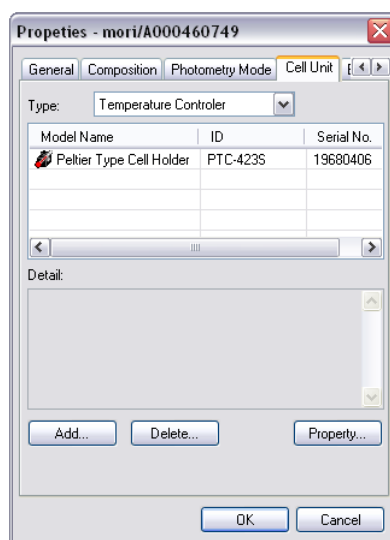 Propeties - mori/A000460749
General Composition Photometry Mode Cell Unit
Type: Temperature Controler
Model Name ID Serial No.
Peltier Type Cell Holder PTC-423S 19680406
Detail:
Add... Delete... Property...
OK Cancel